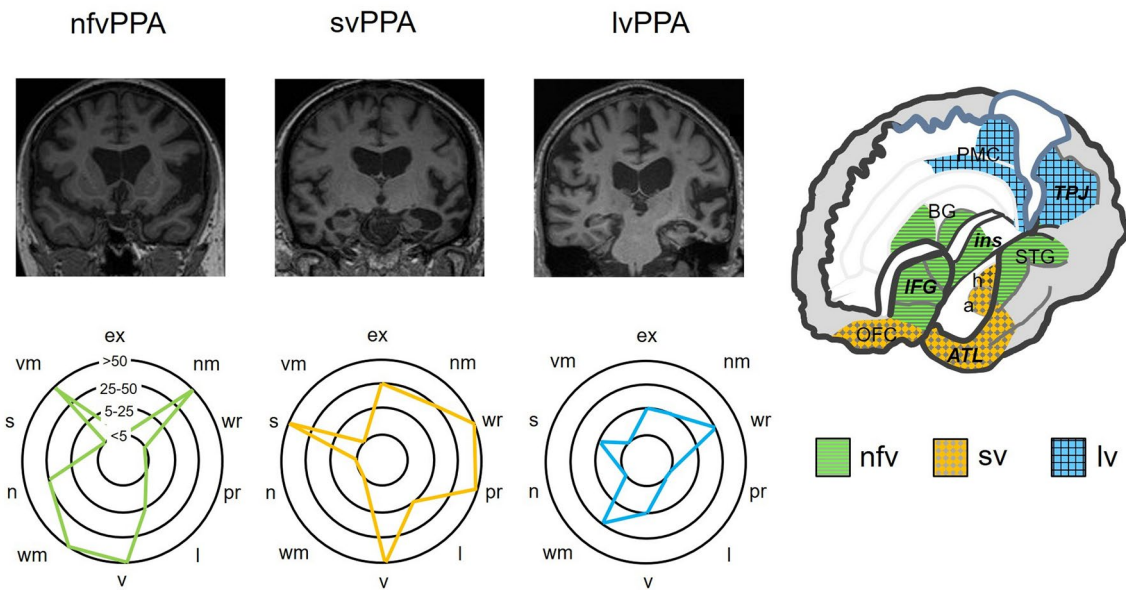 nfvPPA
svPPA
lvPPA
PMC
TPJ
BG
ins
STG
IFG
h
a
OFC
ATL
nfv
sv
lv
ex
nm
wr
pr
l
v
wm
n
s
vm
>50
25-50
5-25
<5
ex
nm
wr
pr
l
v
wm
n
s
vm
ex
nm
wr
pr
l
v
wm
n
s
vm